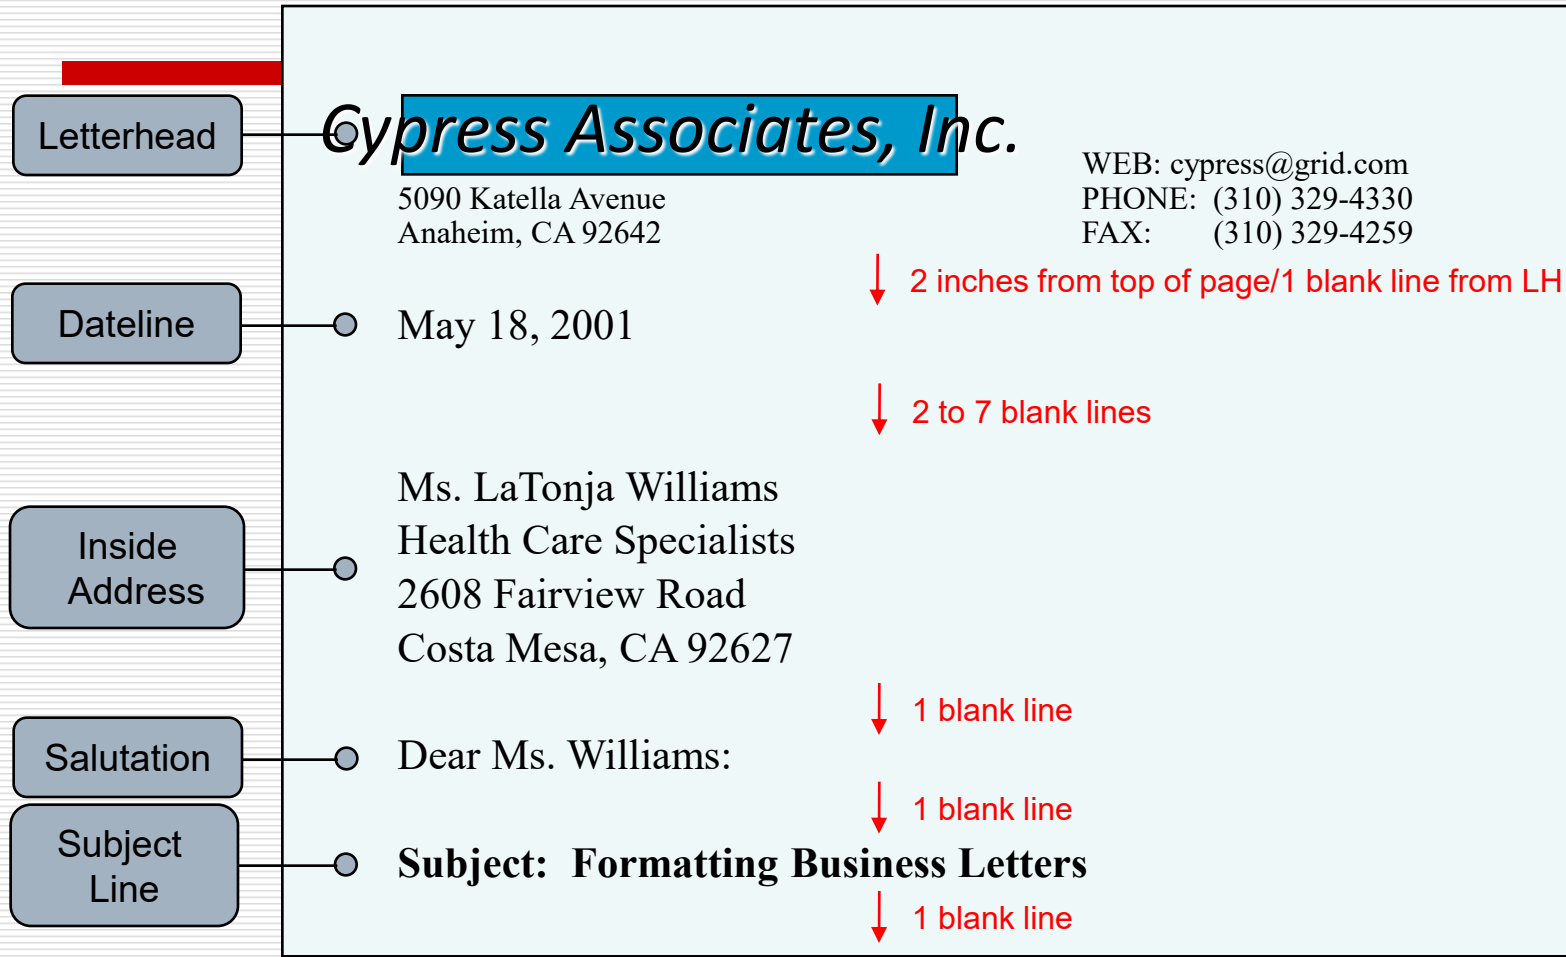 Letterhead
Cypress Associates, Inc.
5090 Katella Avenue
Anaheim, CA 92642
WEB: cypress@grid.com
PHONE: (310) 329-4330
FAX: (310) 329-4259
2 inches from top of page/1 blank line from LH
Dateline
May 18, 2001
2 to 7 blank lines
Inside
Address
Ms. LaTonja Williams
Health Care Specialists
2608 Fairview Road
Costa Mesa, CA 92627
1 blank line
Salutation
Dear Ms. Williams:
1 blank line
Subject
Line
Subject: Formatting Business Letters
1 blank line